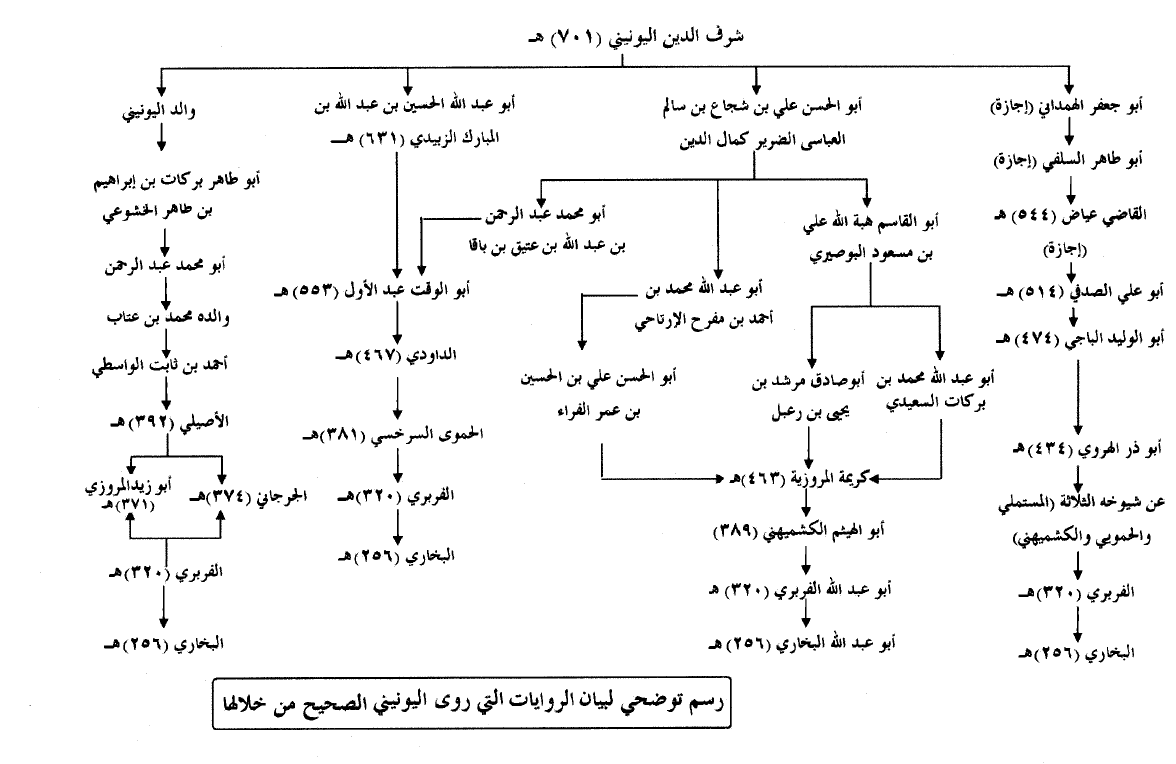 شرف الدين اليونيني (٧٠١) هـ
أبو جعفر الهمداني (إجازة)
أبو طاهر السلفي (إجازة)
القاضي عياض (٥٤٤) هـ
(إجازة)
أبو علي الصدفي (٥١٤) هـ
أبو الوليد الباجي (٤٧٤) هـ
أبو ذر الهروي (٤٣٤) هـ
عن شيوخه الثلاثة (المستملي
والحمويي والكشميهني)
الفربري (٣٢٠) هـ
البخاري (٢٥٦) هـ
أبو الحسن علي بن شجاع بن سالم
العباسى الضرير كمال الدين
أبو القاسم هبة الله علي
بن مسعود البوصيري
أبو عبد الله محمد بن
بركات السعيدي
أبو صادق مرشد بن
يحيى بن رعبل
أبو عبد الله محمد بن
أحمد بن مفرح الإرتاحي
أبو الحسن علي بن الحسين
بن عمر الفراء
كريمة المروزية (٤٦٣) هـ
أبو الهيثم الكشميهني (٣٨٩)
أبو عبد الله الفربري (٣٢٠) هـ
أبو عبد الله البخاري (٢٥٦) هـ
أبو محمد عبد الرحمن
بن عبد الله بن عتيق بن باقا
أبو عبد الله الحسين بن عبد الله بن
المبارك الزبيدي (٦٣١) هـ
أبو الوقت عبد الأول (٥٥٣) هـ
الداودي (٤٦٧) هـ
الحموى السرخسي (٣٨١) هـ
الفربري (٣٢٠) هـ
البخاري (٢٥٦) هـ
والد اليونيني
أبو طاهر بركات بن إبراهيم
بن طاهر الخشوعي
أبو محمد عبد الرحمن
والده محمد بن عتاب
أحمد بن ثابت الواسطي
الأصيلي (٣٩٢) هـ
الجرجاني (٣٧٤) هـ
أبو زيد المروزي
(٣٧١) هـ
الفربري (٣٢٠) هـ
البخاري (٢٥٦) هـ
رسم توضحي لبيان الروايات التي روى اليونيني الصحيح من خلالها